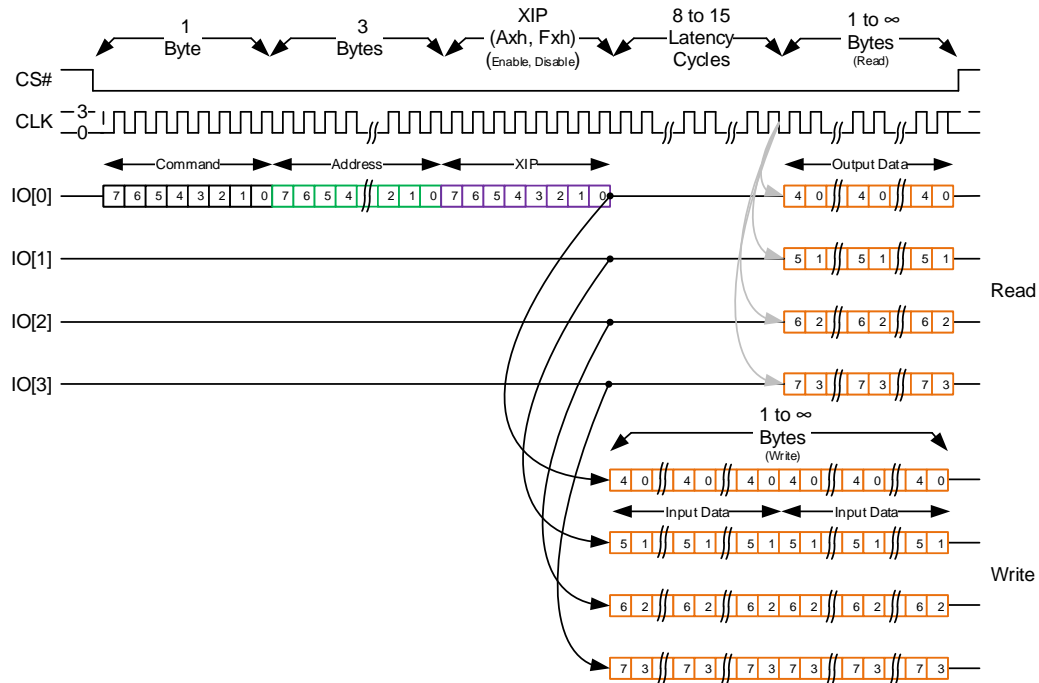 1 Byte
3 Bytes
XIP (Axh, Fxh) (Enable, Disable)
8 to 15 Latency Cycles
1 to ∞ Bytes (Read)
CS#
CLK 3 0
Command Address XIP Output Data
IO[0] 7 6 5 4 3 2 1 0 7 6 5 4 2 1 0 7 6 5 4 3 2 1 0 4 0 4 0 4 0
IO[1] 5 1 5 1 5 1
Read
IO[2] 6 2 6 2 6 2
IO[3] 7 3 7 3 7 3
1 to ∞ Bytes (Write)
4 0 4 0 4 0 4 0 4 0 4 0
Input Data Input Data
5 1 5 1 5 1 5 1 5 1 5 1
Write
6 2 6 2 6 2 6 2 6 2 6 2
7 3 7 3 7 3 7 3 7 3 7 3